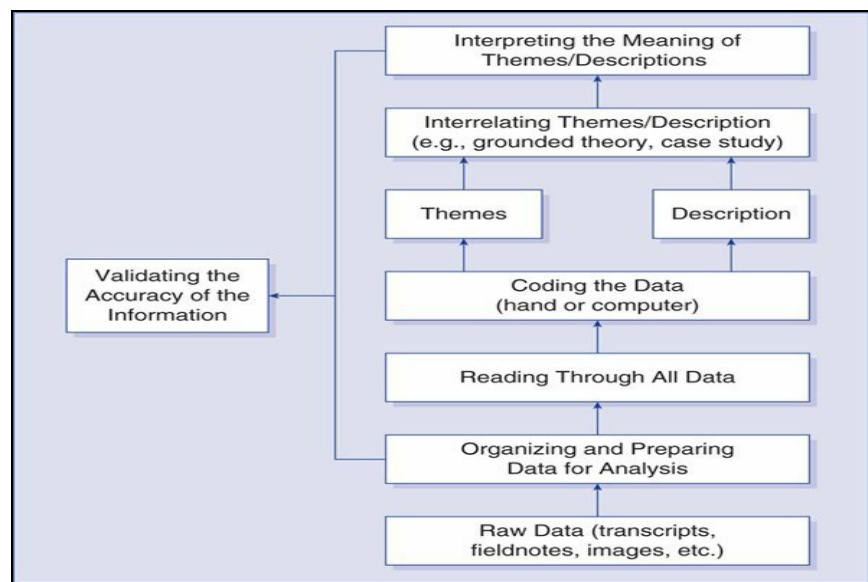 Interpreting the Meaning of
Themes/Descriptions
Interrelating Themes/Description
(e.g., grounded theory, case study)
Themes
Description
Validating the
Accuracy of the
Information
Coding the Data
(hand or computer)
Reading Through All Data
Organizing and Preparing
Data for Analysis
Raw Data (transcripts,
fieldnotes, images, etc.)